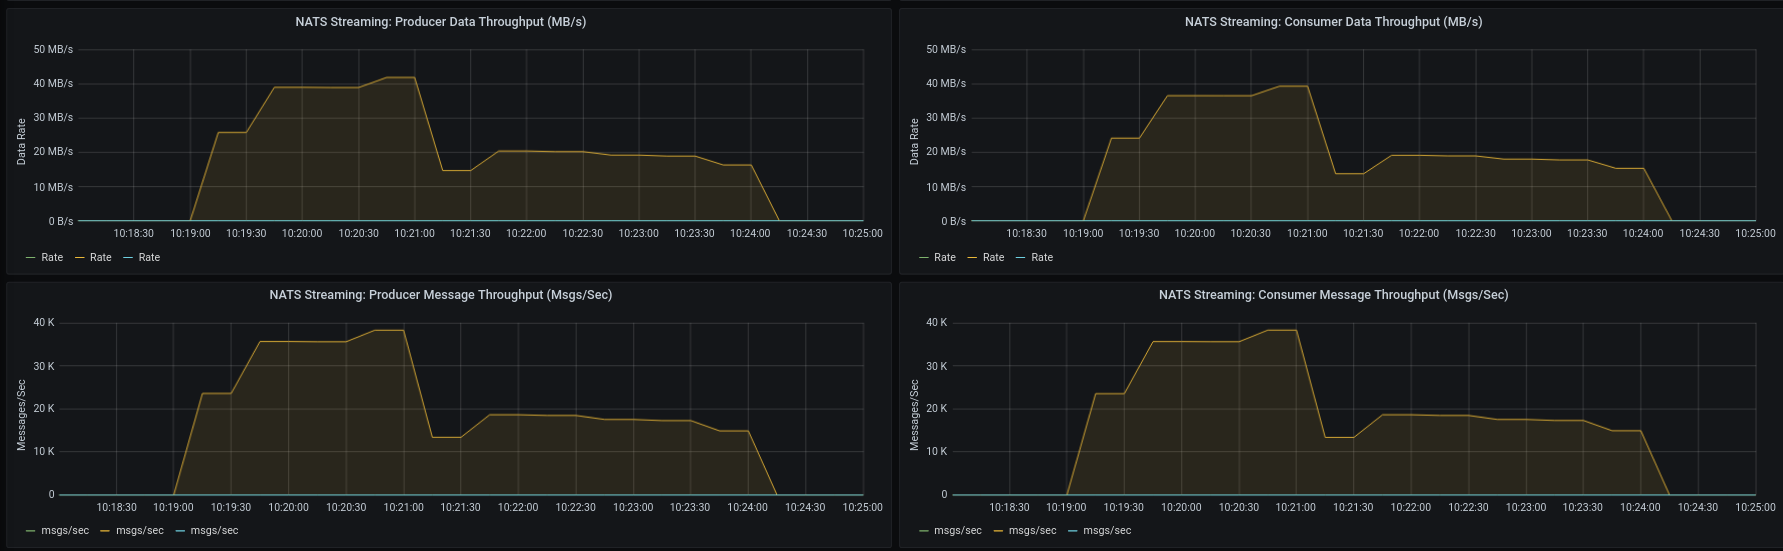 NATS Streaming: Producer Data Throughput (MB/s)
50 MB/s
40 MB/s
30 MB/s
20 MB/s
10 MB/s
0 B/s
Data Rate
10:18:30 10:19:00 10:19:30 10:20:00 10:20:30 10:21:00 10:21:30 10:22:00 10:22:30 10:23:00 10:23:30 10:24:00 10:24:30 10:25:00
Rate Rate Rate
NATS Streaming: Consumer Data Throughput (MB/s)
50 MB/s
40 MB/s
30 MB/s
20 MB/s
10 MB/s
0 B/s
Data Rate
10:18:30 10:19:00 10:19:30 10:20:00 10:20:30 10:21:00 10:21:30 10:22:00 10:22:30 10:23:00 10:23:30 10:24:00 10:24:30 10:25:00
Rate Rate Rate
NATS Streaming: Producer Message Throughput (Msgs/Sec)
40 K
30 K
20 K
10 K
0
Messages/Sec
10:18:30 10:19:00 10:19:30 10:20:00 10:20:30 10:21:00 10:21:30 10:22:00 10:22:30 10:23:00 10:23:30 10:24:00 10:24:30 10:25:00
msgs/sec msgs/sec msgs/sec
NATS Streaming: Consumer Message Throughput (Msgs/Sec)
40 K
30 K
20 K
10 K
0
Messages/Sec
10:18:30 10:19:00 10:19:30 10:20:00 10:20:30 10:21:00 10:21:30 10:22:00 10:22:30 10:23:00 10:23:30 10:24:00 10:24:30 10:25:00
msgs/sec msgs/sec msgs/sec